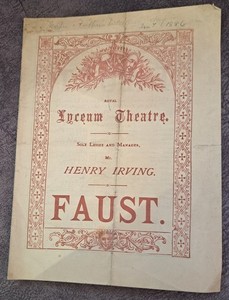 ROYAL
Lyceum Theatre.
SOLE LESSEE AND MANAGER,
MR.
HENRY IRVING.
FAUST.